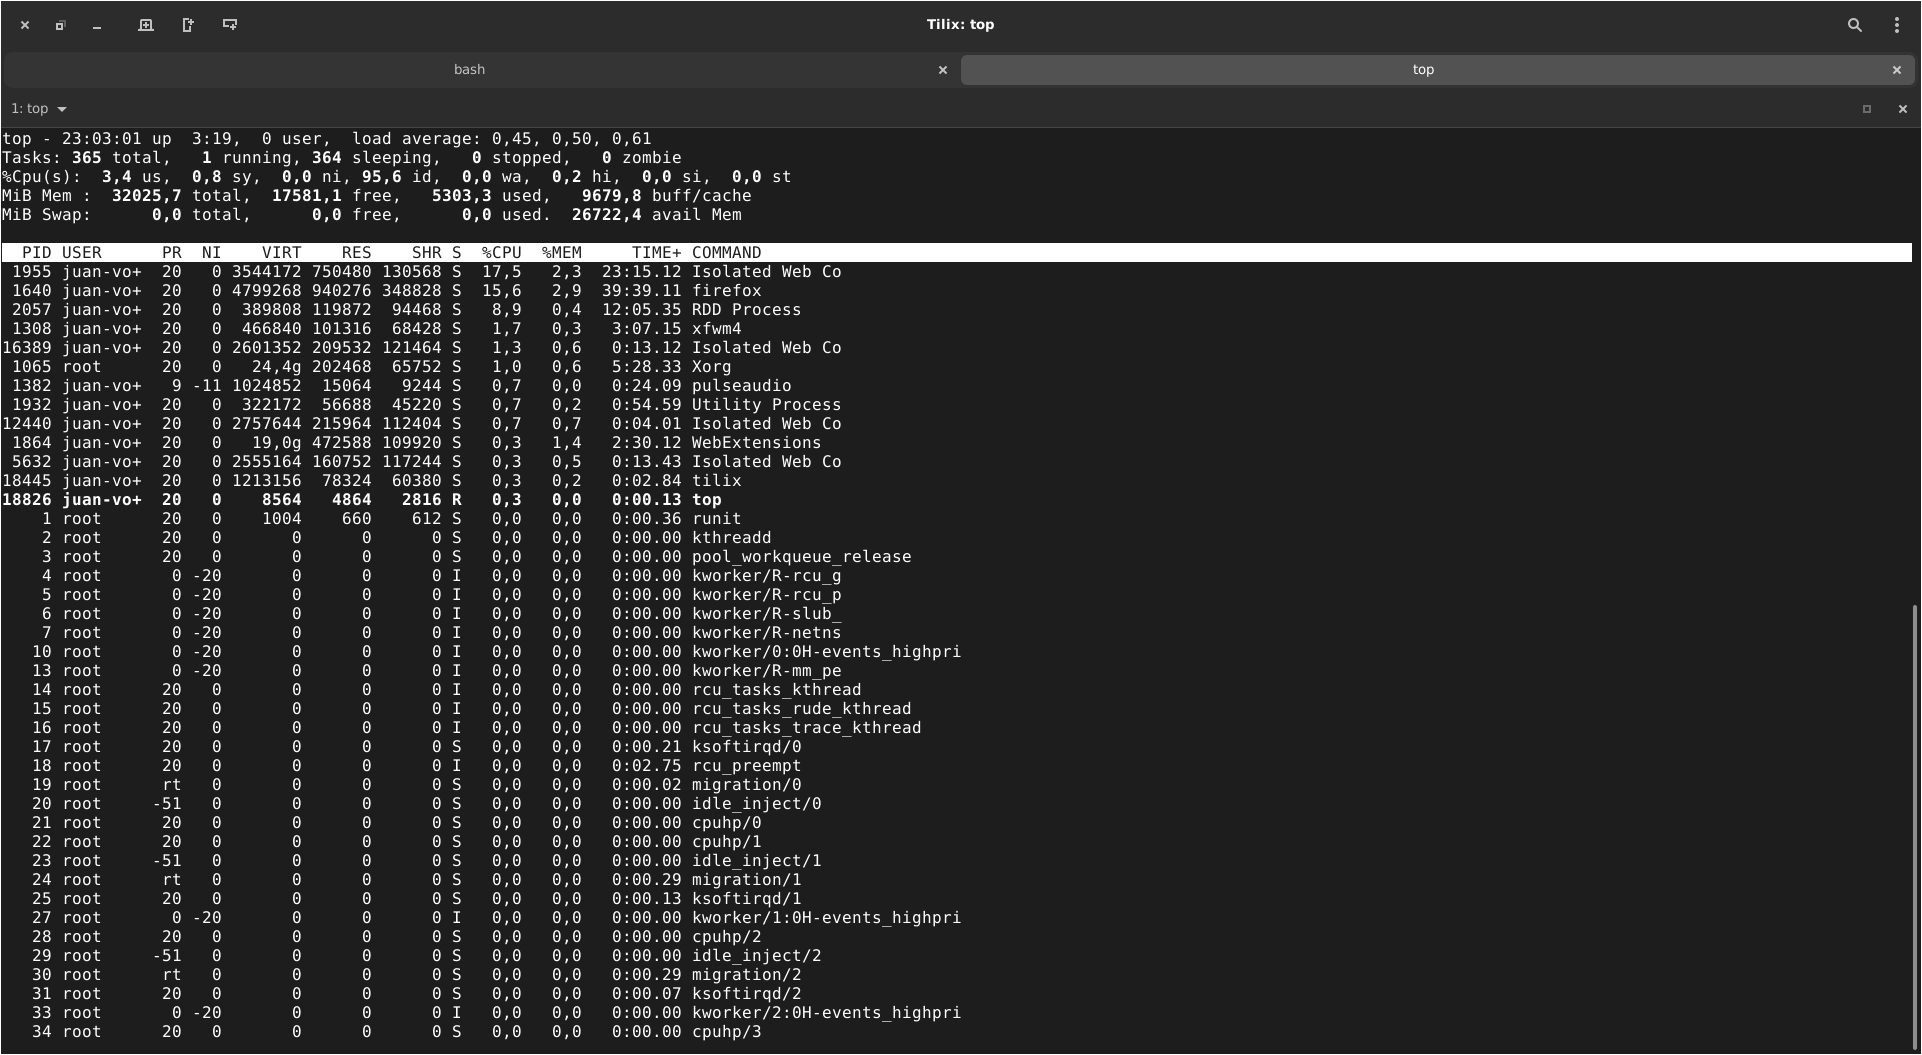 Tilix: top
bash
top
1: top
top - 23:03:01 up  3:19,  0 user,  load average: 0,45, 0,50, 0,61
Tasks: 365 total,   1 running, 364 sleeping,   0 stopped,   0 zombie
%Cpu(s):  3,4 us,  0,8 sy,  0,0 ni, 95,6 id,  0,0 wa,  0,2 hi,  0,0 si,  0,0 st
MiB Mem :  32025,7 total,  17581,1 free,   5303,3 used,   9679,8 buff/cache
MiB Swap:      0,0 total,      0,0 free,      0,0 used.  26722,4 avail Mem
  PID USER      PR  NI    VIRT    RES    SHR S  %CPU  %MEM     TIME+ COMMAND
 1955 juan-vo+  20   0 3544172 750480 130568 S  17,5   2,3  23:15.12 Isolated Web Co
 1640 juan-vo+  20   0 4799268 940276 348828 S  15,6   2,9  39:39.11 firefox
 2057 juan-vo+  20   0  389808 119872  94468 S   8,9   0,4  12:05.35 RDD Process
 1308 juan-vo+  20   0  466840 101316  68428 S   1,7   0,3   3:07.15 xfwm4
16389 juan-vo+  20   0 2601352 209532 121464 S   1,3   0,6   0:13.12 Isolated Web Co
 1065 root      20   0   24,4g 202468  65752 S   1,0   0,6   5:28.33 Xorg
 1382 juan-vo+   9 -11 1024852  15064   9244 S   0,7   0,0   0:24.09 pulseaudio
 1932 juan-vo+  20   0  322172  56688  45220 S   0,7   0,2   0:54.59 Utility Process
12440 juan-vo+  20   0 2757644 215964 112404 S   0,7   0,7   0:04.01 Isolated Web Co
 1864 juan-vo+  20   0   19,0g 472588 109920 S   0,3   1,4   2:30.12 WebExtensions
 5632 juan-vo+  20   0 2555164 160752 117244 S   0,3   0,5   0:13.43 Isolated Web Co
18445 juan-vo+  20   0 1213156  78324  60380 S   0,3   0,2   0:02.84 tilix
18826 juan-vo+  20   0    8564   4864   2816 R   0,3   0,0   0:00.13 top
    1 root      20   0    1004    660    612 S   0,0   0,0   0:00.36 runit
    2 root      20   0       0      0      0 S   0,0   0,0   0:00.00 kthreadd
    3 root      20   0       0      0      0 S   0,0   0,0   0:00.00 pool_workqueue_release
    4 root       0 -20       0      0      0 I   0,0   0,0   0:00.00 kworker/R-rcu_g
    5 root       0 -20       0      0      0 I   0,0   0,0   0:00.00 kworker/R-rcu_p
    6 root       0 -20       0      0      0 I   0,0   0,0   0:00.00 kworker/R-slub_
    7 root       0 -20       0      0      0 I   0,0   0,0   0:00.00 kworker/R-netns
   10 root       0 -20       0      0      0 I   0,0   0,0   0:00.00 kworker/0:0H-events_highpri
   13 root       0 -20       0      0      0 I   0,0   0,0   0:00.00 kworker/R-mm_pe
   14 root      20   0       0      0      0 I   0,0   0,0   0:00.00 rcu_tasks_kthread
   15 root      20   0       0      0      0 I   0,0   0,0   0:00.00 rcu_tasks_rude_kthread
   16 root      20   0       0      0      0 I   0,0   0,0   0:00.00 rcu_tasks_trace_kthread
   17 root      20   0       0      0      0 S   0,0   0,0   0:00.21 ksoftirqd/0
   18 root      20   0       0      0      0 I   0,0   0,0   0:02.75 rcu_preempt
   19 root      rt   0       0      0      0 S   0,0   0,0   0:00.02 migration/0
   20 root     -51   0       0      0      0 S   0,0   0,0   0:00.00 idle_inject/0
   21 root      20   0       0      0      0 S   0,0   0,0   0:00.00 cpuhp/0
   22 root      20   0       0      0      0 S   0,0   0,0   0:00.00 cpuhp/1
   23 root     -51   0       0      0      0 S   0,0   0,0   0:00.00 idle_inject/1
   24 root      rt   0       0      0      0 S   0,0   0,0   0:00.29 migration/1
   25 root      20   0       0      0      0 S   0,0   0,0   0:00.13 ksoftirqd/1
   27 root       0 -20       0      0      0 I   0,0   0,0   0:00.00 kworker/1:0H-events_highpri
   28 root      20   0       0      0      0 S   0,0   0,0   0:00.00 cpuhp/2
   29 root     -51   0       0      0      0 S   0,0   0,0   0:00.00 idle_inject/2
   30 root      rt   0       0      0      0 S   0,0   0,0   0:00.29 migration/2
   31 root      20   0       0      0      0 S   0,0   0,0   0:00.07 ksoftirqd/2
   33 root       0 -20       0      0      0 I   0,0   0,0   0:00.00 kworker/2:0H-events_highpri
   34 root      20   0       0      0      0 S   0,0   0,0   0:00.00 cpuhp/3